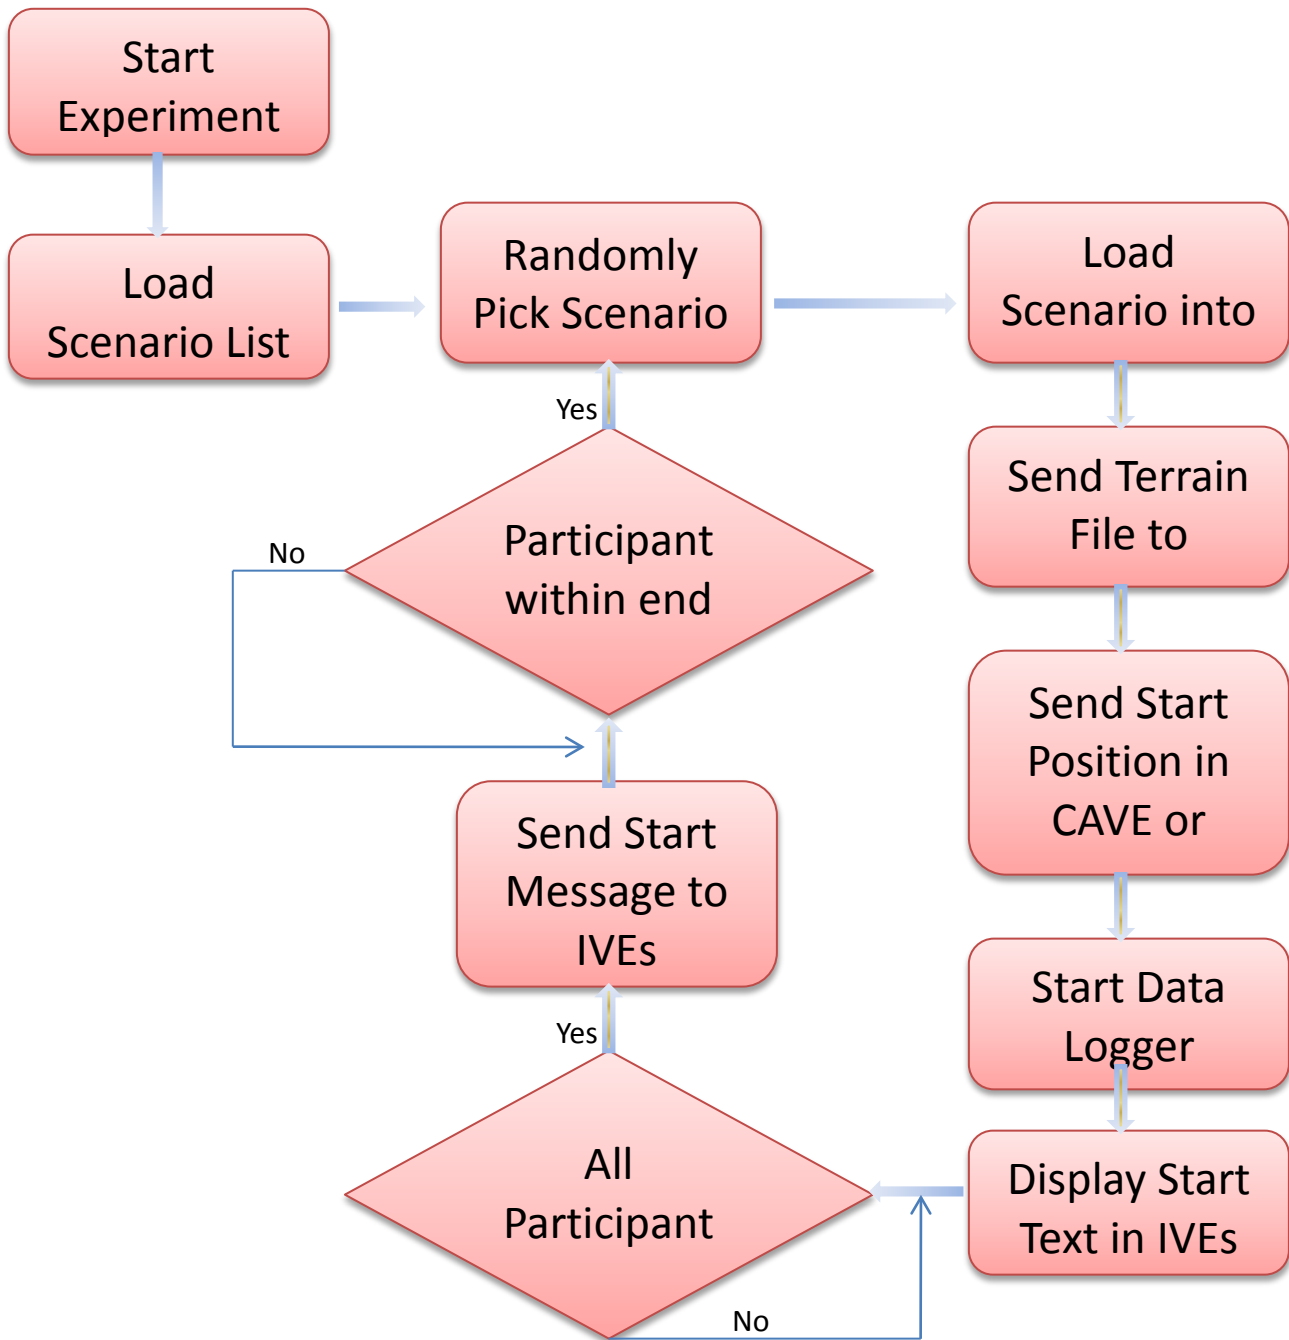 Start
Experiment
Load
Scenario List
Randomly
Pick Scenario
Load
Scenario into
Send Terrain
File to
Send Start
Position in
CAVE or
Start Data
Logger
Display Start
Text in IVEs
All
Participant
No
Yes
Send Start
Message to
IVEs
Participant
within end
No
Yes